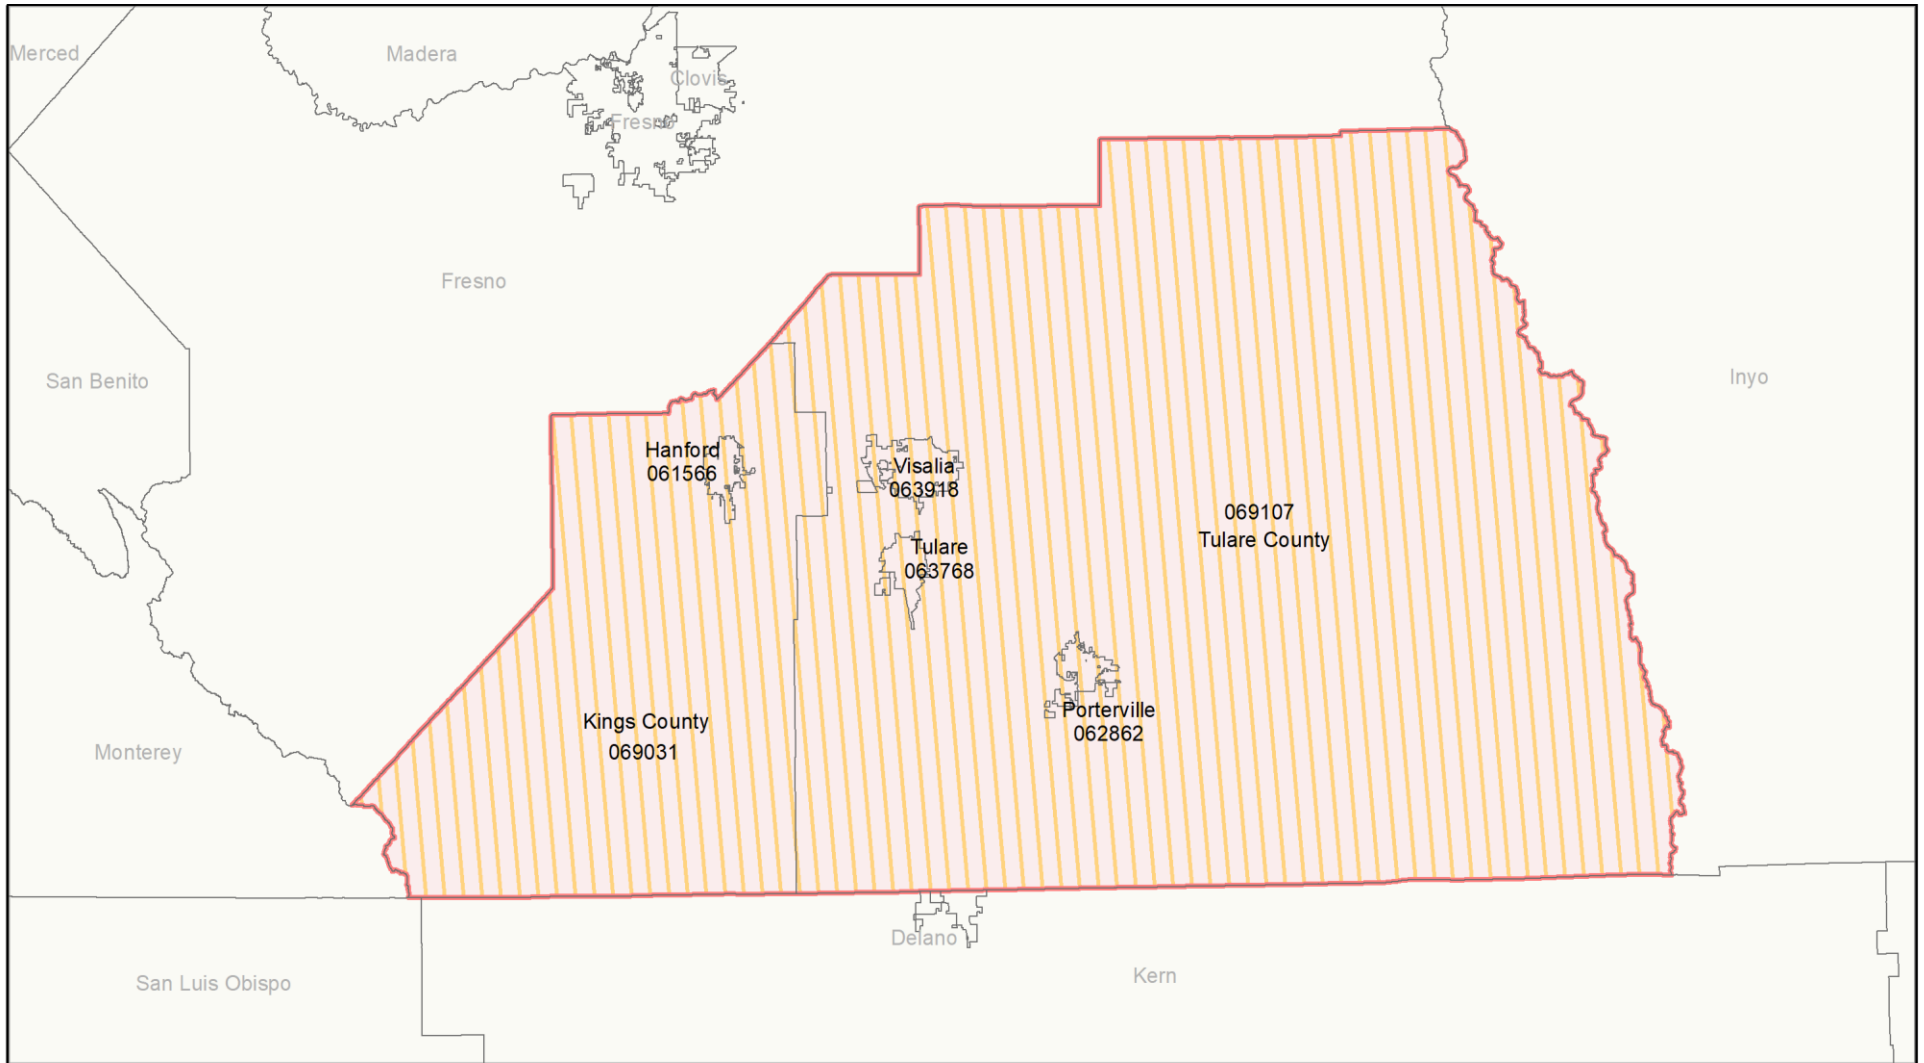 Merced
Madera
Clovis
Fresno
Fresno
San Benito
Inyo
Hanford
061566
Visalia
063918
069107
Tulare County
Tulare
063768
Porterville
062862
Kings County
069031
Monterey
Delano
Kern
San Luis Obispo